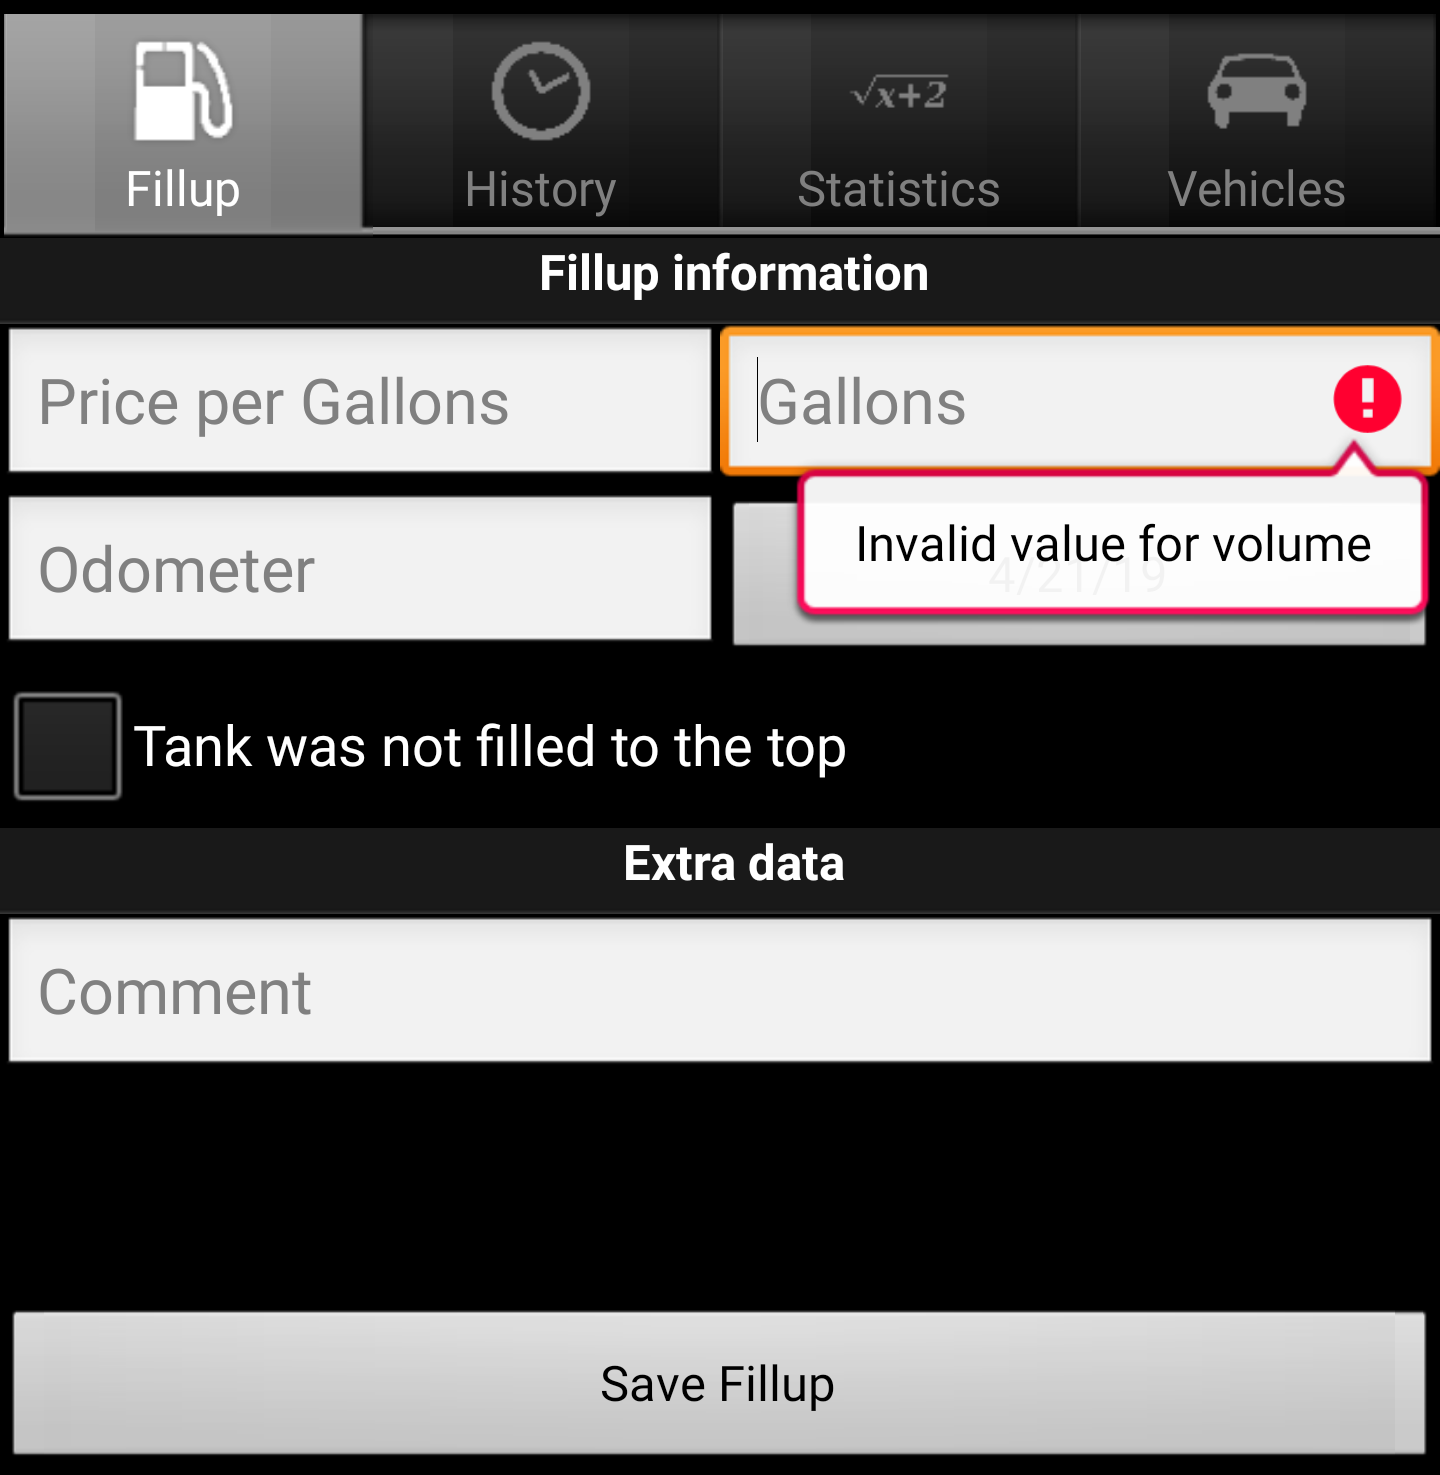 Fillup
History
√x+2
Statistics
Vehicles
Fillup information
Price per Gallons
Gallons
Invalid value for volume
Odometer
4/21/19
Tank was not filled to the top
Extra data
Comment
Save Fillup